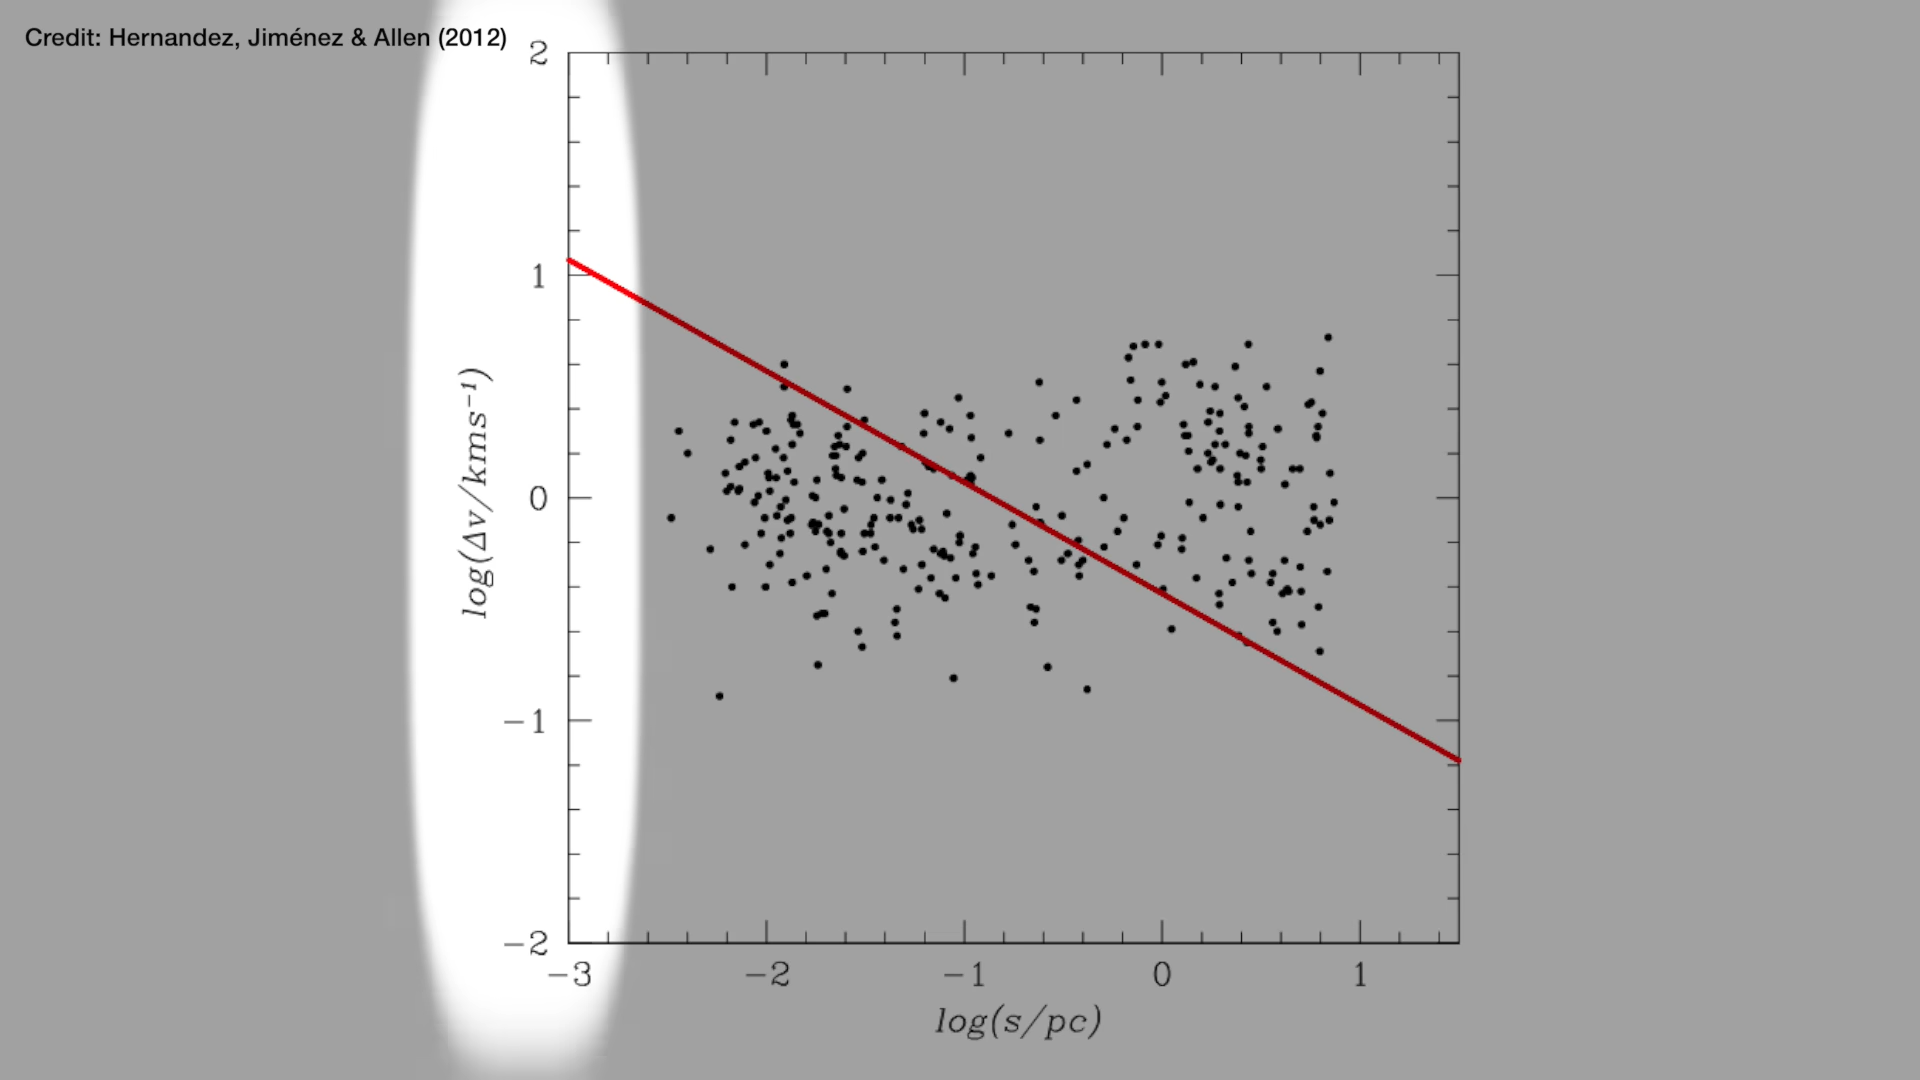 Credit: Hernandez, Jiménez & Allen (2012)
2
1
0
−1
−2
log(Δv/kms⁻¹)
−3 −2 −1 0 1
log(s/pc)